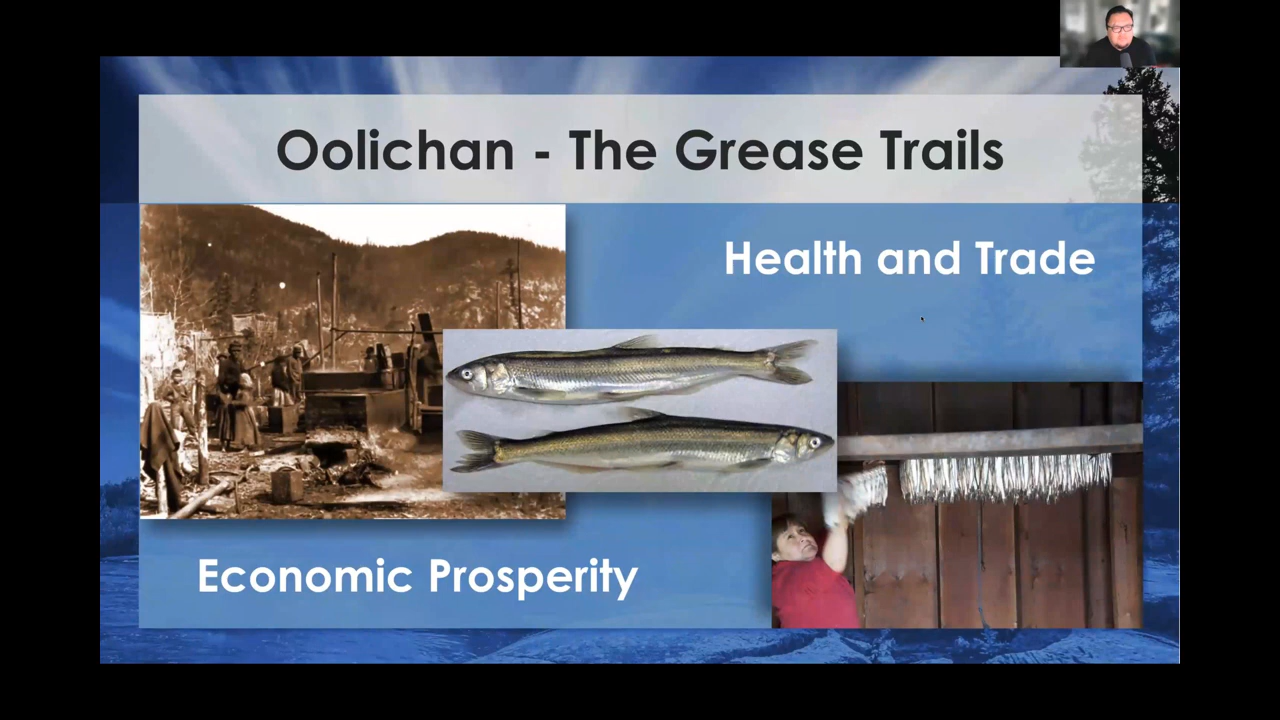 Oolichan - The Grease Trails
Health and Trade
Economic Prosperity